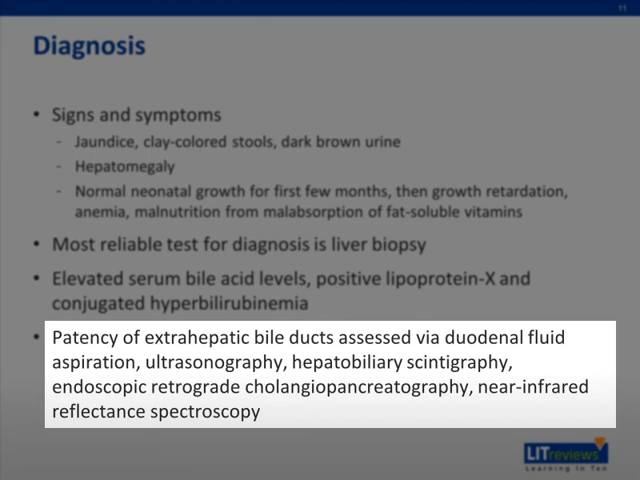 11
Diagnosis
• Signs and symptoms
- Jaundice, clay-colored stools, dark brown urine
- Hepatomegaly
- Normal neonatal growth for first few months, then growth retardation,
anemia, malnutrition from malabsorption of fat-soluble vitamins
• Most reliable test for diagnosis is liver biopsy
• Elevated serum bile acid levels, positive lipoprotein-X and
conjugated hyperbilirubinemia
• Patency of extrahepatic bile ducts assessed via duodenal fluid
aspiration, ultrasonography, hepatobiliary scintigraphy,
endoscopic retrograde cholangiopancreatography, near-infrared
reflectance spectroscopy
LITreviews
Learning In Ten